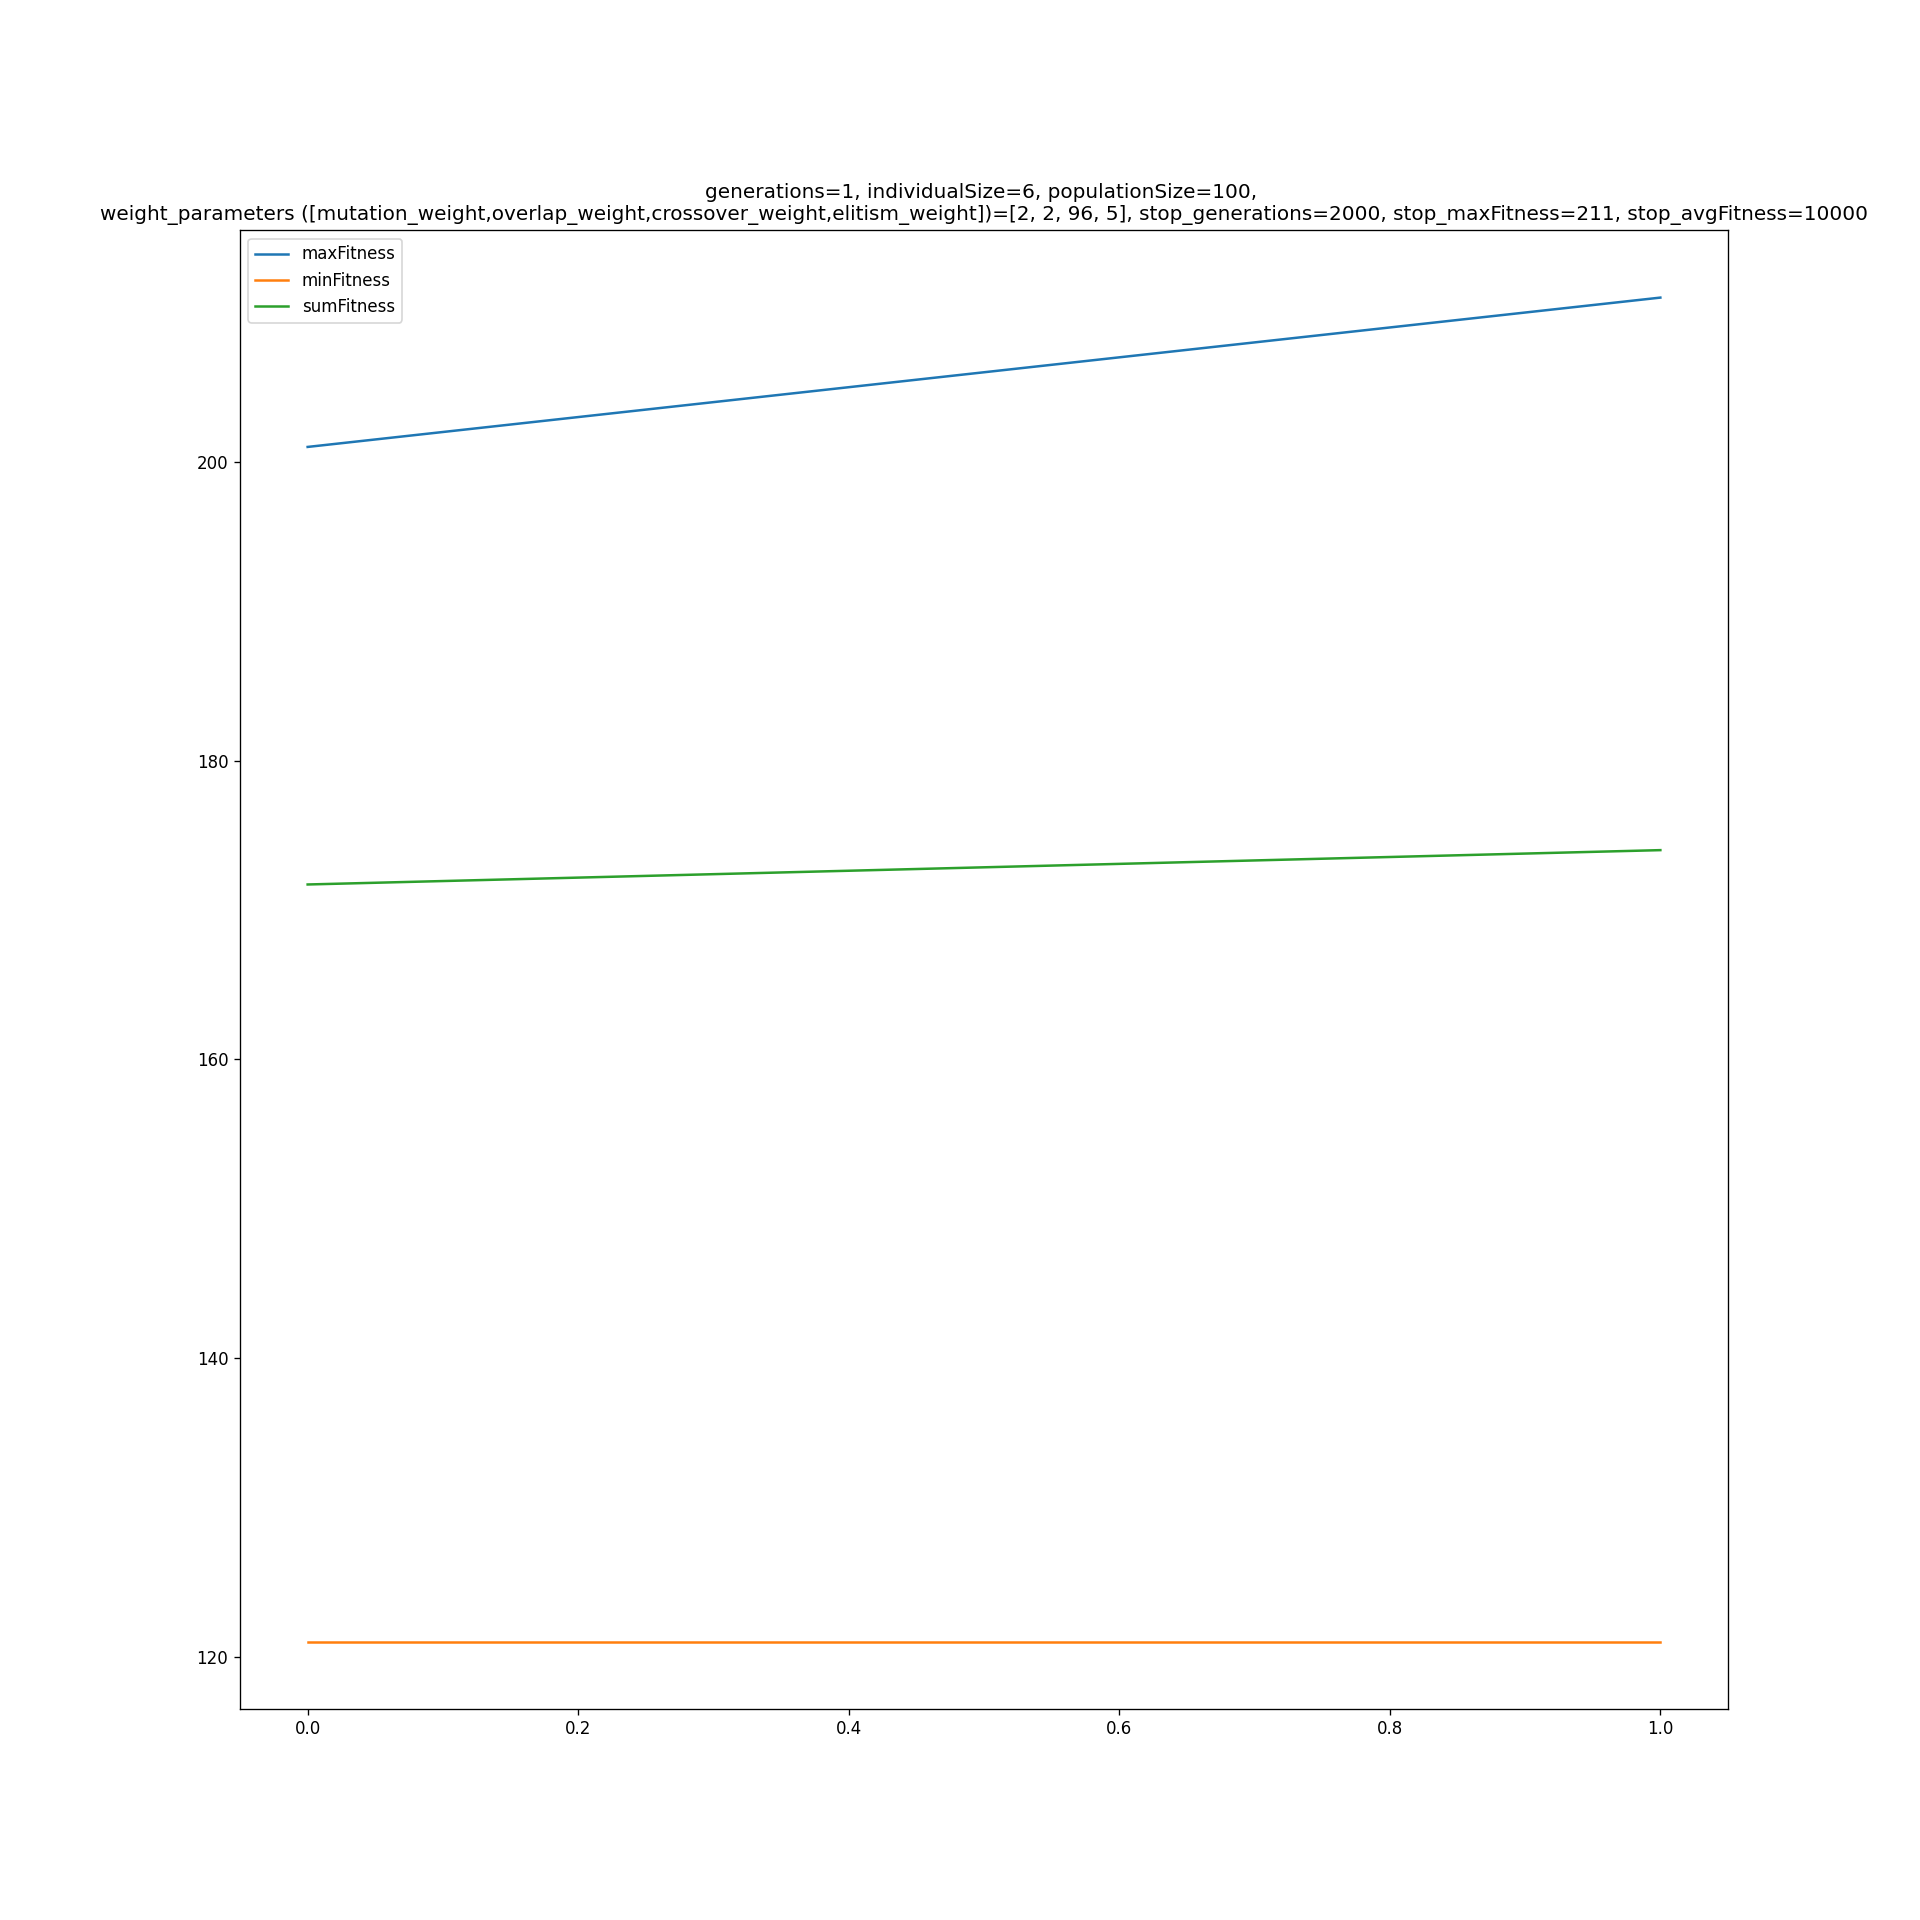 generations=1, individualSize=6, populationSize=100,
weight_parameters ([mutation_weight,overlap_weight,crossover_weight,elitism_weight])=[2, 2, 96, 5], stop_generations=2000, stop_maxFitness=211, stop_avgFitness=10000
maxFitness
minFitness
sumFitness
200
180
160
140
120
0.0 0.2 0.4 0.6 0.8 1.0